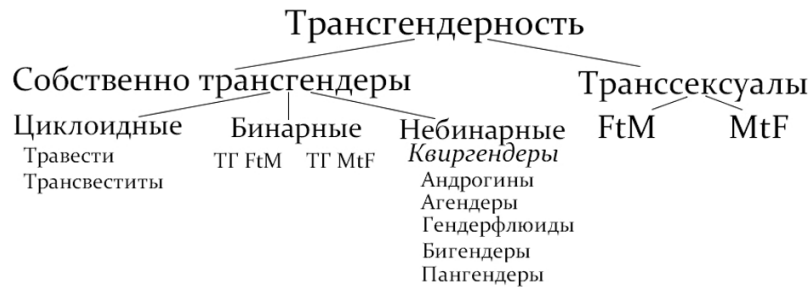 Трансгендерность
Собственно трансгендеры
Транссексуалы
Циклоидные
Травести
Трансвеститы
Бинарные
ТГ FtM ТГ MtF
Небинарные
Квиргендеры
Андрогины
Агендеры
Гендерфлюиды
Бигендеры
Пангендеры
FtM MtF